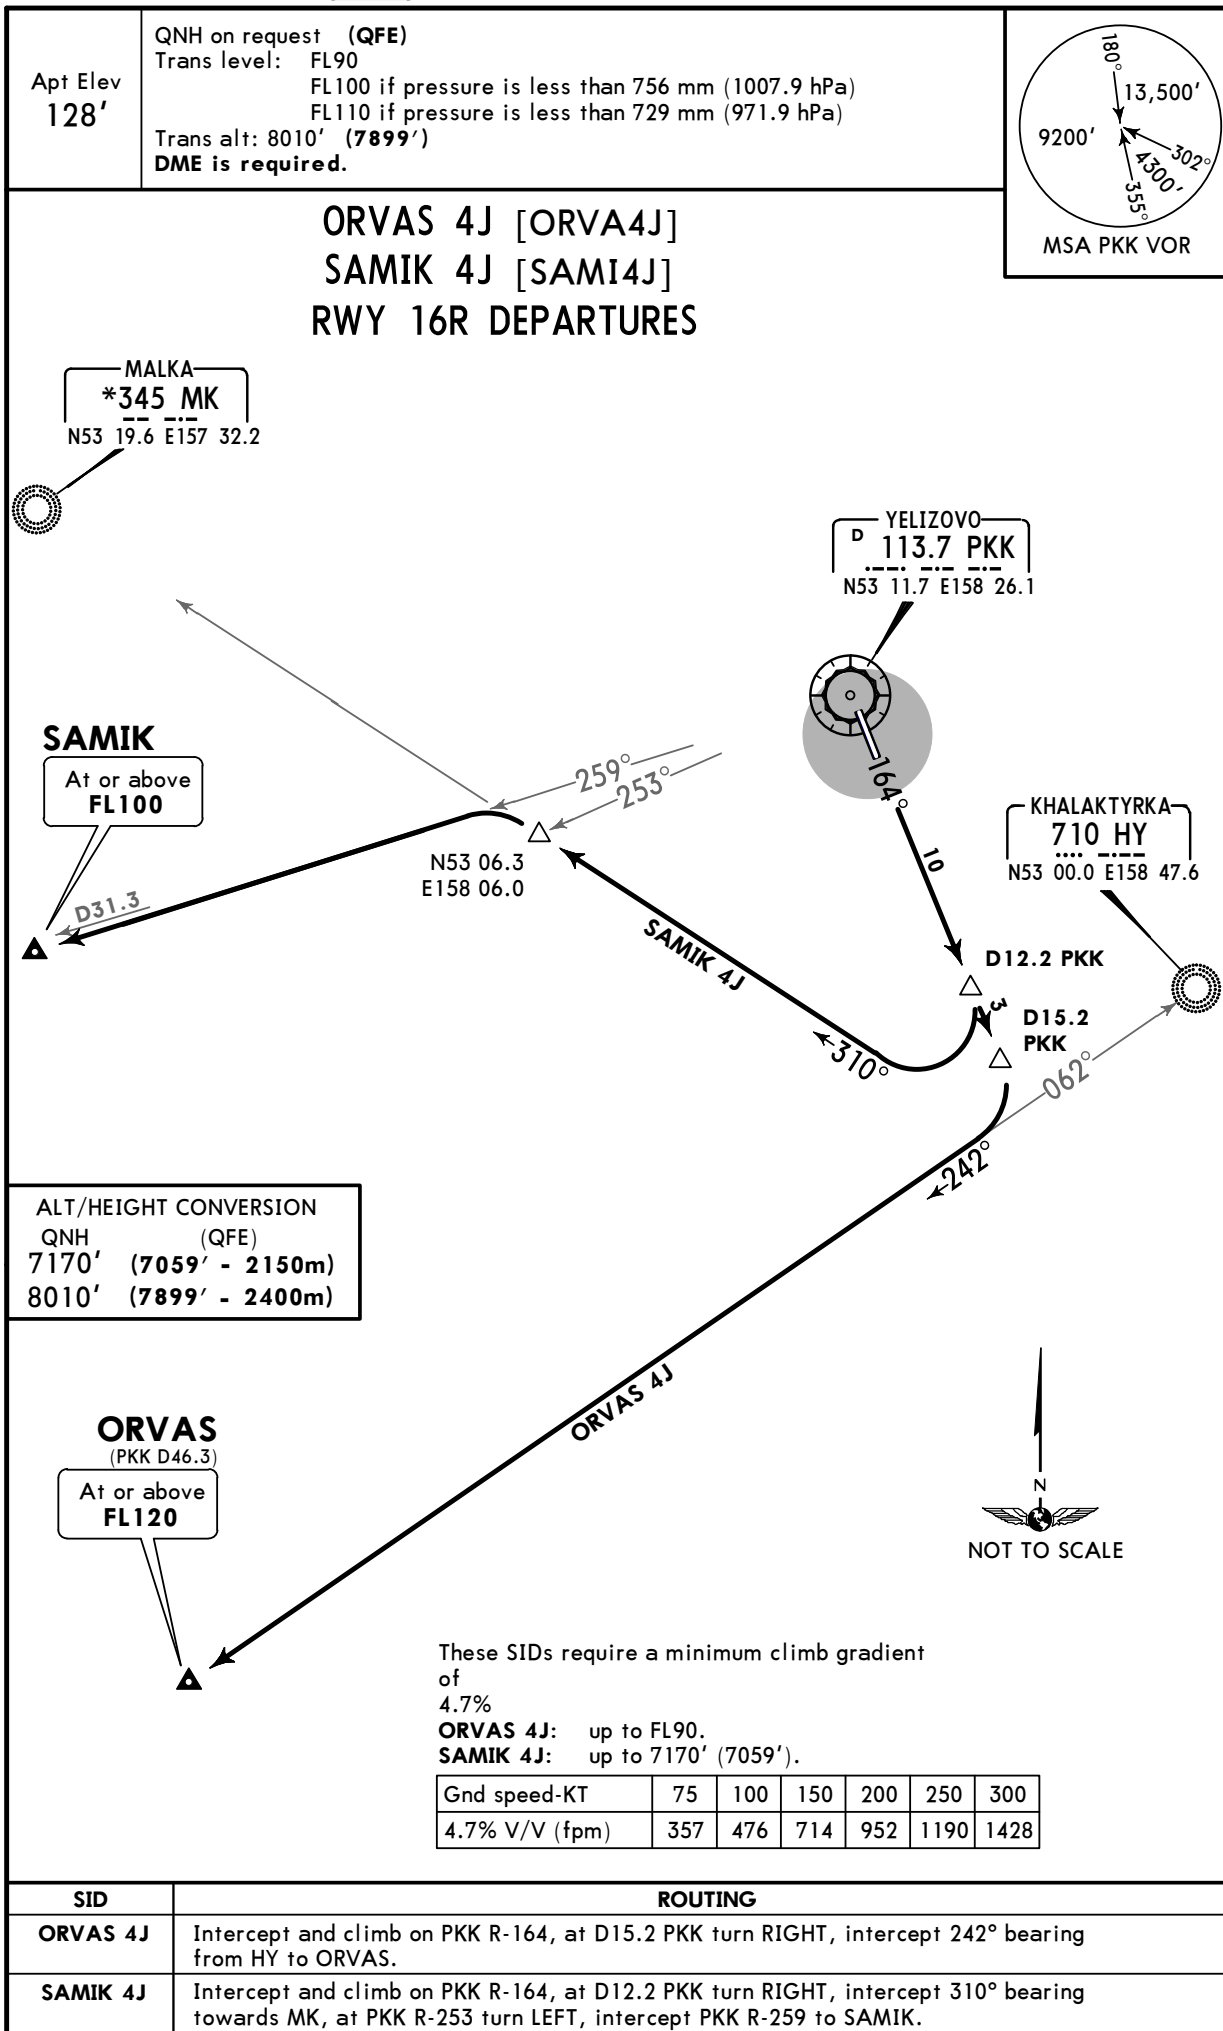 Apt Elev
128'
QNH on request (QFE)
Trans level: FL90
FL100 if pressure is less than 756 mm (1007.9 hPa)
FL110 if pressure is less than 729 mm (971.9 hPa)
Trans alt: 8010' (7899')
DME is required.
180°
13,500'
9200'
302°
4300'
355°
MSA PKK VOR
ORVAS 4J [ORVA4J]
SAMIK 4J [SAMI4J]
RWY 16R DEPARTURES
MALKA
*345 MK
N53 19.6 E157 32.2
YELIZOVO
D 113.7 PKK
N53 11.7 E158 26.1
SAMIK
At or above
FL100
259°
253°
164°
KHALAKTYRKA
710 HY
N53 00.0 E158 47.6
N53 06.3
E158 06.0
10
D31.3
SAMIK 4J
D12.2 PKK
3
D15.2
PKK
310°
062°
242°
ALT/HEIGHT CONVERSION
QNH (QFE)
7170' (7059' - 2150m)
8010' (7899' - 2400m)
ORVAS 4J
ORVAS
(PKK D46.3)
At or above
FL120
N
NOT TO SCALE
These SIDs require a minimum climb gradient
of
4.7%
ORVAS 4J: up to FL90.
SAMIK 4J: up to 7170' (7059').
Gnd speed-KT 75 100 150 200 250 300
4.7% V/V (fpm) 357 476 714 952 1190 1428
SID ROUTING
ORVAS 4J Intercept and climb on PKK R-164, at D15.2 PKK turn RIGHT, intercept 242° bearing
from HY to ORVAS.
SAMIK 4J Intercept and climb on PKK R-164, at D12.2 PKK turn RIGHT, intercept 310° bearing
towards MK, at PKK R-253 turn LEFT, intercept PKK R-259 to SAMIK.